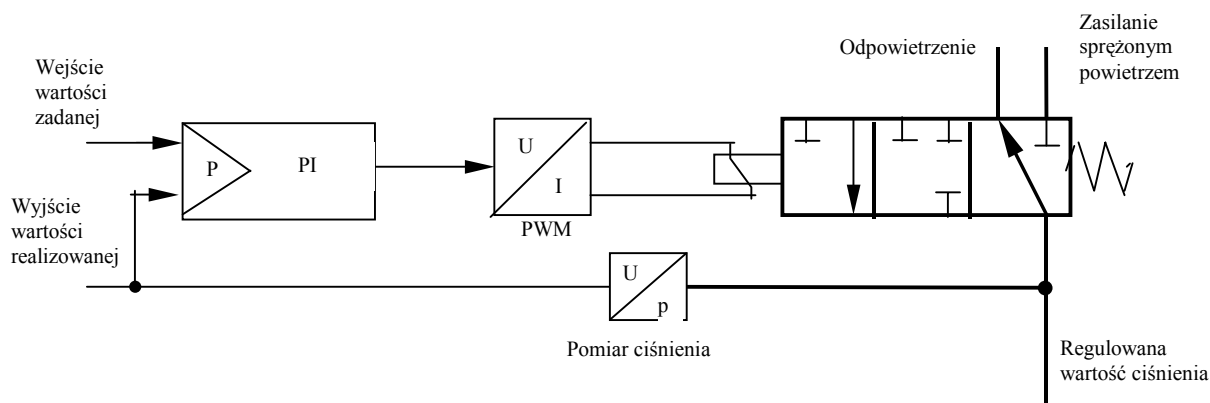 Zasilanie
sprężonym
powietrzem
Odpowietrzenie
Wejście
wartości
zadanej
P
PI
U
I
PWM
Wyjście
wartości
realizowanej
U
p
Pomiar ciśnienia
Regulowana
wartość ciśnienia